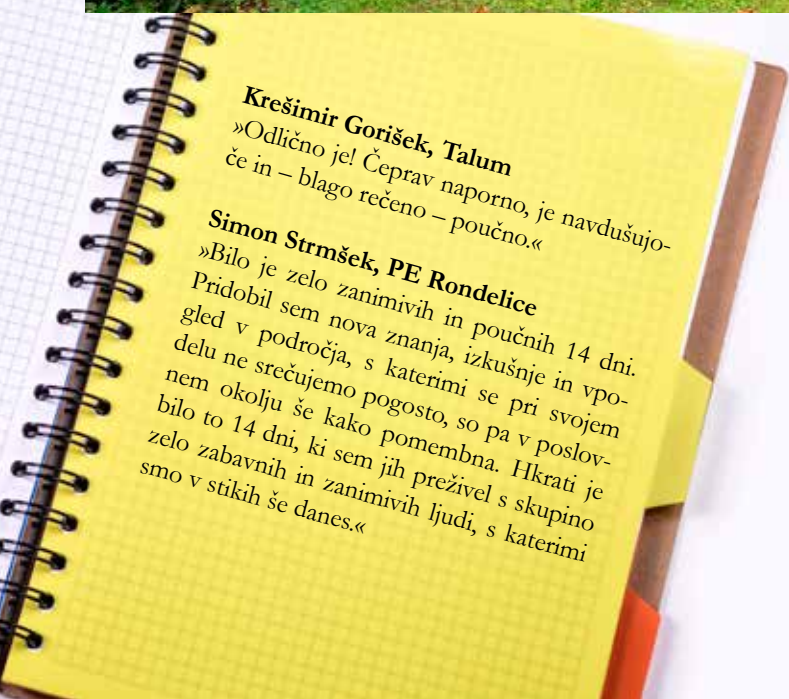 Krešimir Gorišek, Talum
»Odlično je! Čeprav naporno, je navdušujo-
če in – blago rečeno – poučno.«
Simon Strmšek, PE Rondelice
»Bilo je zelo zanimivih in poučnih 14 dni.
Pridobil sem nova znanja, izkušnje in vpo-
gled v področja, s katerimi se pri svojem
delu ne srečujemo pogosto, so pa v poslov-
nem okolju še kako pomembna. Hkrati je
bilo to 14 dni, ki sem jih preživel s skupino
zelo zabavnih in zanimivih ljudi, s katerimi
smo v stikih še danes.«